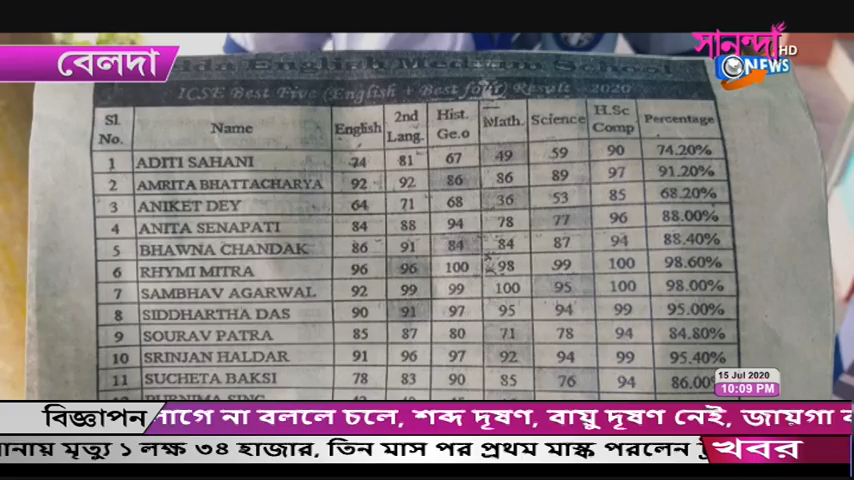 সানন্দা HD
NEWS
বেলদা
English Medium School
ICSE Best Five (English + Best four) Result - 2020
Sl. No. Name English 2nd Lang. Hist. Ge.o Math. Science H.Sc Comp Percentage
1 ADITI SAHANI 74 81 67 49 59 90 74.20%
2 AMRITA BHATTACHARYA 92 92 86 86 89 97 91.20%
3 ANIKET DEY 64 71 68 36 53 85 68.20%
4 ANITA SENAPATI 84 88 94 78 77 96 88.00%
5 BHAWNA CHANDAK 86 91 84 84 87 94 88.40%
6 RHYMI MITRA 96 96 100 98 99 100 98.60%
7 SAMBHAV AGARWAL 92 99 99 100 95 100 98.00%
8 SIDDHARTHA DAS 90 91 97 95 94 99 95.00%
9 SOURAV PATRA 85 87 80 71 78 94 84.80%
10 SRINJAN HALDAR 91 96 97 92 94 99 95.40%
11 SUCHETA BAKSI 78 83 90 85 76 94 86.00%
15 Jul 2020
10:09 PM
বিজ্ঞাপন লাগে না বললে চলে, শব্দ দূষণ, বায়ু দূষণ নেই, জায়গা
মৃত্যু ১ লক্ষ ৩৪ হাজার, তিন মাস পর প্রথম মাস্ক পরলেন
খবর